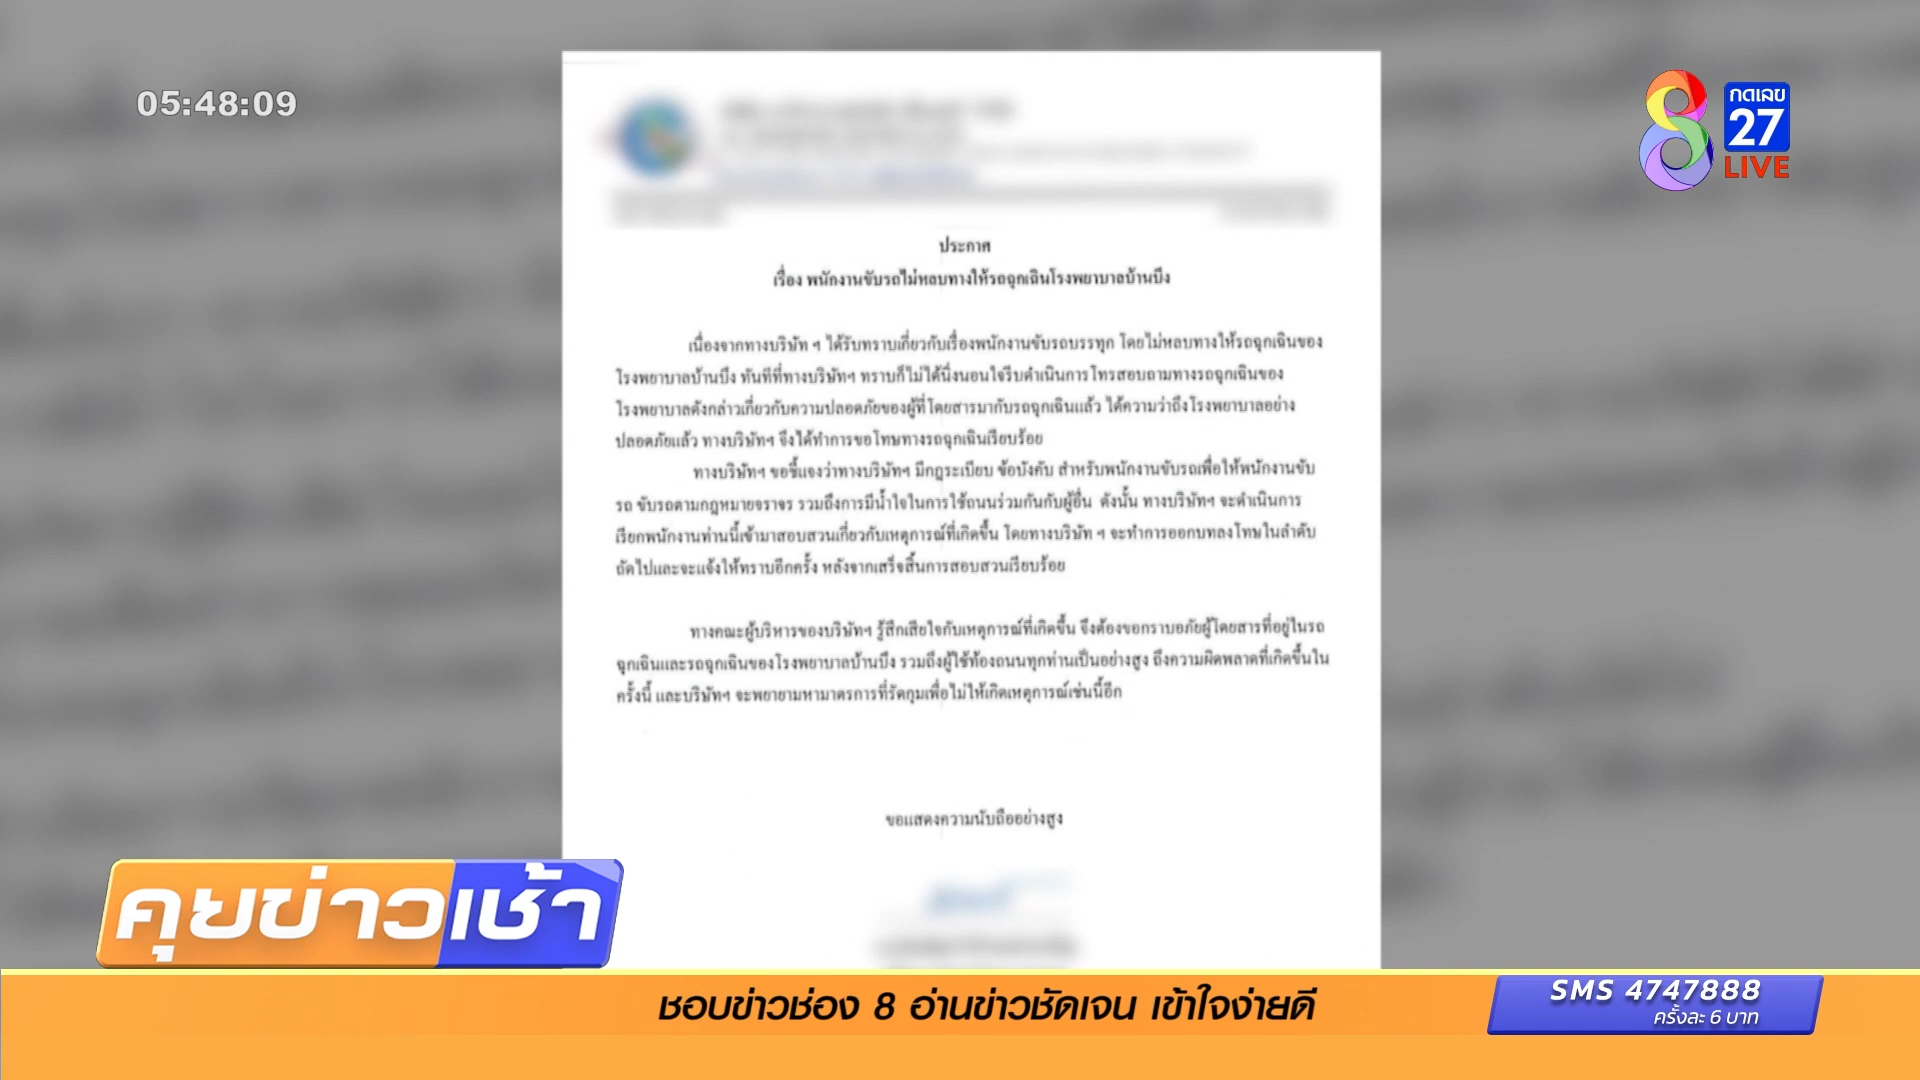 05:48:09
8
กดเลข
27
LIVE
ประกาศ
เรื่อง พนักงานขับรถไม่หลบทางให้รถฉุกเฉินโรงพยาบาลบ้านบึง
เนื่องจากทางบริษัท ฯ ได้รับทราบเกี่ยวกับเรื่องพนักงานขับรถบรรทุก โดยไม่หลบทางให้รถฉุกเฉินของ
โรงพยาบาลบ้านบึง ทันทีที่ทางบริษัทฯ ทราบก็ไม่ได้นิ่งนอนใจรีบดำเนินการโทรสอบถามทางรถฉุกเฉินของ
โรงพยาบาลดังกล่าวเกี่ยวกับความปลอดภัยของผู้ที่โดยสารมากับรถฉุกเฉินแล้ว ได้ความว่าถึงโรงพยาบาลอย่าง
ปลอดภัยแล้ว ทางบริษัทฯ จึงได้ทำการขอโทษทางรถฉุกเฉินเรียบร้อย
ทางบริษัทฯ ขอชี้แจงว่าทางบริษัทฯ มีกฎระเบียบ ข้อบังคับ สำหรับพนักงานขับรถเพื่อให้พนักงานขับ
รถ ขับรถตามกฎหมายจราจร รวมถึงการมีน้ำใจในการใช้ถนนร่วมกันกับผู้อื่น ดังนั้น ทางบริษัทฯ จะดำเนินการ
เรียกพนักงานท่านนี้เข้ามาสอบสวนเกี่ยวกับเหตุการณ์ที่เกิดขึ้น โดยทางบริษัท ฯ จะทำการออกบทลงโทษในลำดับ
ถัดไปและจะแจ้งให้ทราบอีกครั้ง หลังจากเสร็จสิ้นการสอบสวนเรียบร้อย
ทางคณะผู้บริหารของบริษัทฯ รู้สึกเสียใจกับเหตุการณ์ที่เกิดขึ้น จึงต้องขอกราบอภัยผู้โดยสารที่อยู่ในรถ
ฉุกเฉินและรถฉุกเฉินของโรงพยาบาลบ้านบึง รวมถึงผู้ใช้ท้องถนนทุกท่านเป็นอย่างสูง ถึงความผิดพลาดที่เกิดขึ้นใน
ครั้งนี้ และบริษัทฯ จะพยายามหามาตรการที่รัดกุมเพื่อไม่ให้เกิดเหตุการณ์เช่นนี้อีก
ขอแสดงความนับถืออย่างสูง
คุยข่าวเช้า
ชอบข่าวช่อง 8 อ่านข่าวชัดเจน เข้าใจง่ายดี
SMS 4747888
ครั้งละ 6 บาท